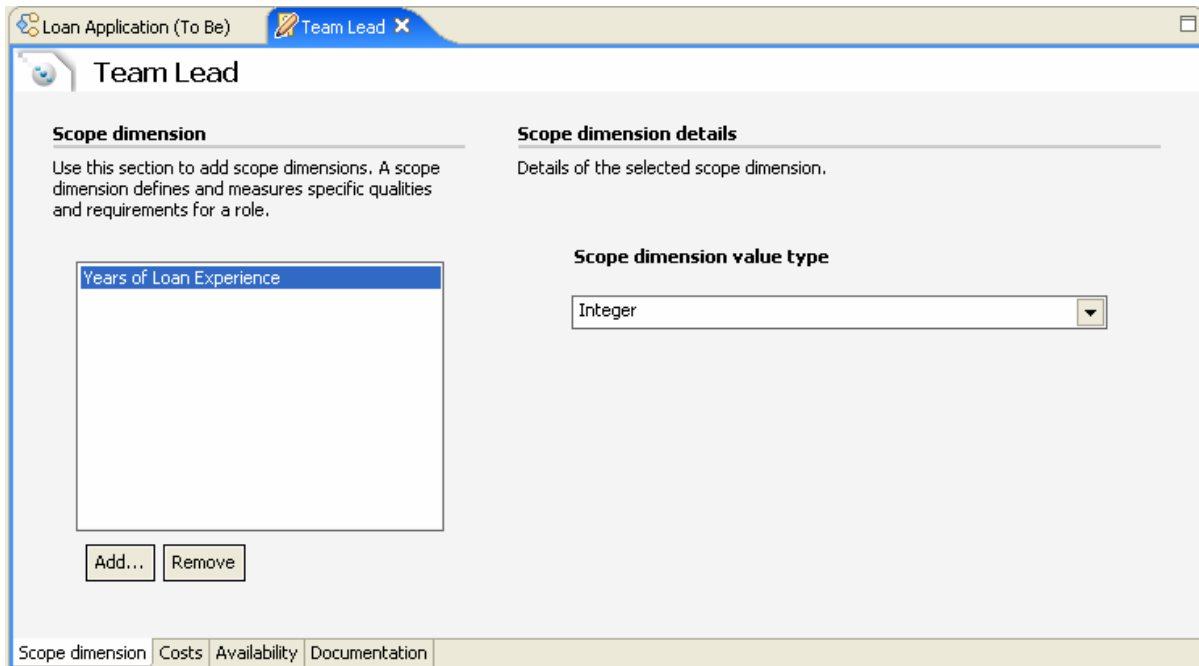 Loan Application (To Be)
Team Lead
Team Lead
Scope dimension
Use this section to add scope dimensions. A scope
dimension defines and measures specific qualities
and requirements for a role.
Years of Loan Experience
Add...
Remove
Scope dimension details
Details of the selected scope dimension.
Scope dimension value type
Integer
Scope dimension
Costs
Availability
Documentation